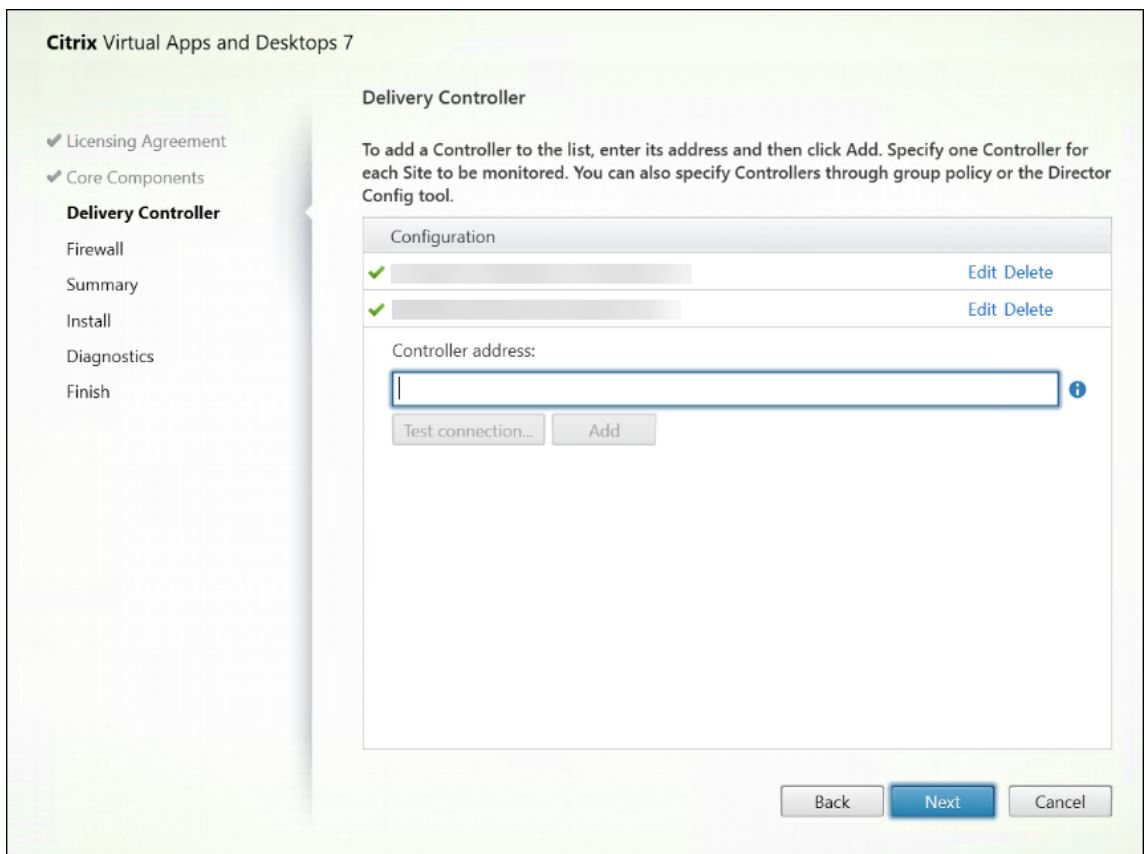 Citrix Virtual Apps and Desktops 7
Licensing Agreement
Core Components
Delivery Controller
Firewall
Summary
Install
Diagnostics
Finish
Delivery Controller
To add a Controller to the list, enter its address and then click Add. Specify one Controller for
each Site to be monitored. You can also specify Controllers through group policy or the Director
Config tool.
Configuration
Edit Delete
Edit Delete
Controller address:
Test connection... Add
Back Next Cancel